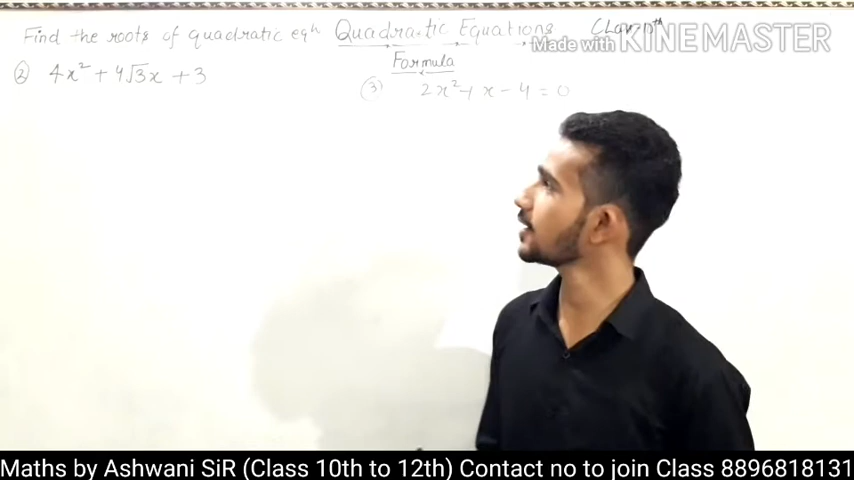 Find the roots of quadratic eqn Quadratic Equations Class 10th
Made with KINEMASTER
Formula
② 4x² + 4√3x + 3
③ 2x² + x - 4 = 0
Maths by Ashwani SiR (Class 10th to 12th) Contact no to join Class 8896818131